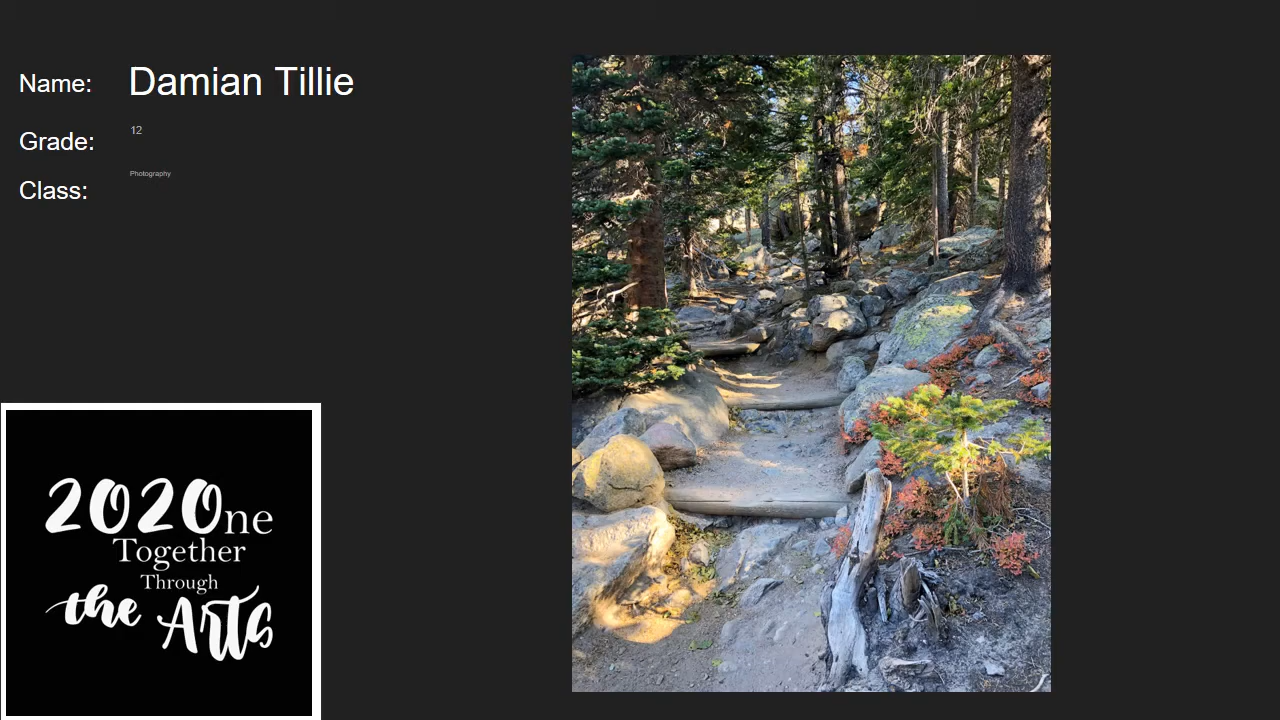 Name: Damian Tillie
Grade: 12
Class: Photography
2020ne
Together
Through
the Arts